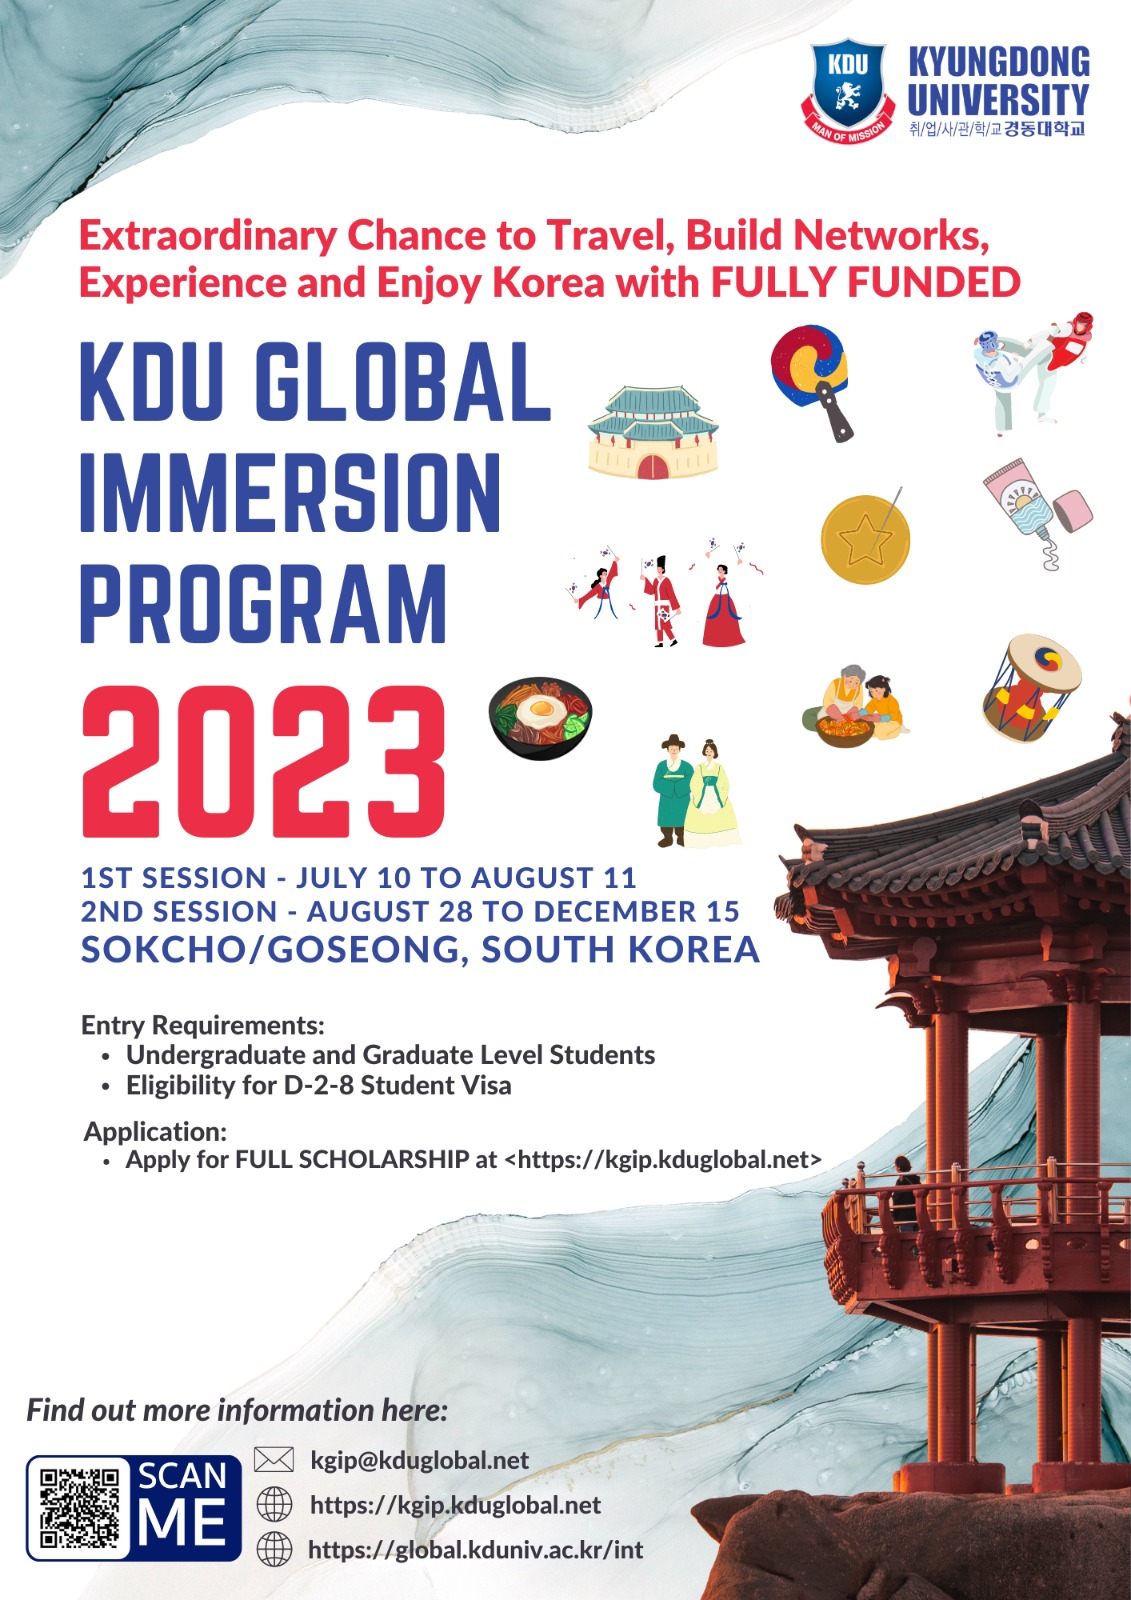 KDU
MAN OF MISSION
KYUNGDONG
UNIVERSITY
취/업/사/관/학/교 경동대학교
Extraordinary Chance to Travel, Build Networks,
Experience and Enjoy Korea with FULLY FUNDED
KDU GLOBAL
IMMERSION
PROGRAM
2023
1ST SESSION - JULY 10 TO AUGUST 11
2ND SESSION - AUGUST 28 TO DECEMBER 15
SOKCHO/GOSEONG, SOUTH KOREA
Entry Requirements:
• Undergraduate and Graduate Level Students
• Eligibility for D-2-8 Student Visa
Application:
• Apply for FULL SCHOLARSHIP at <https://kgip.kduglobal.net>
Find out more information here:
SCAN
ME
kgip@kduglobal.net
https://kgip.kduglobal.net
https://global.kduniv.ac.kr/int